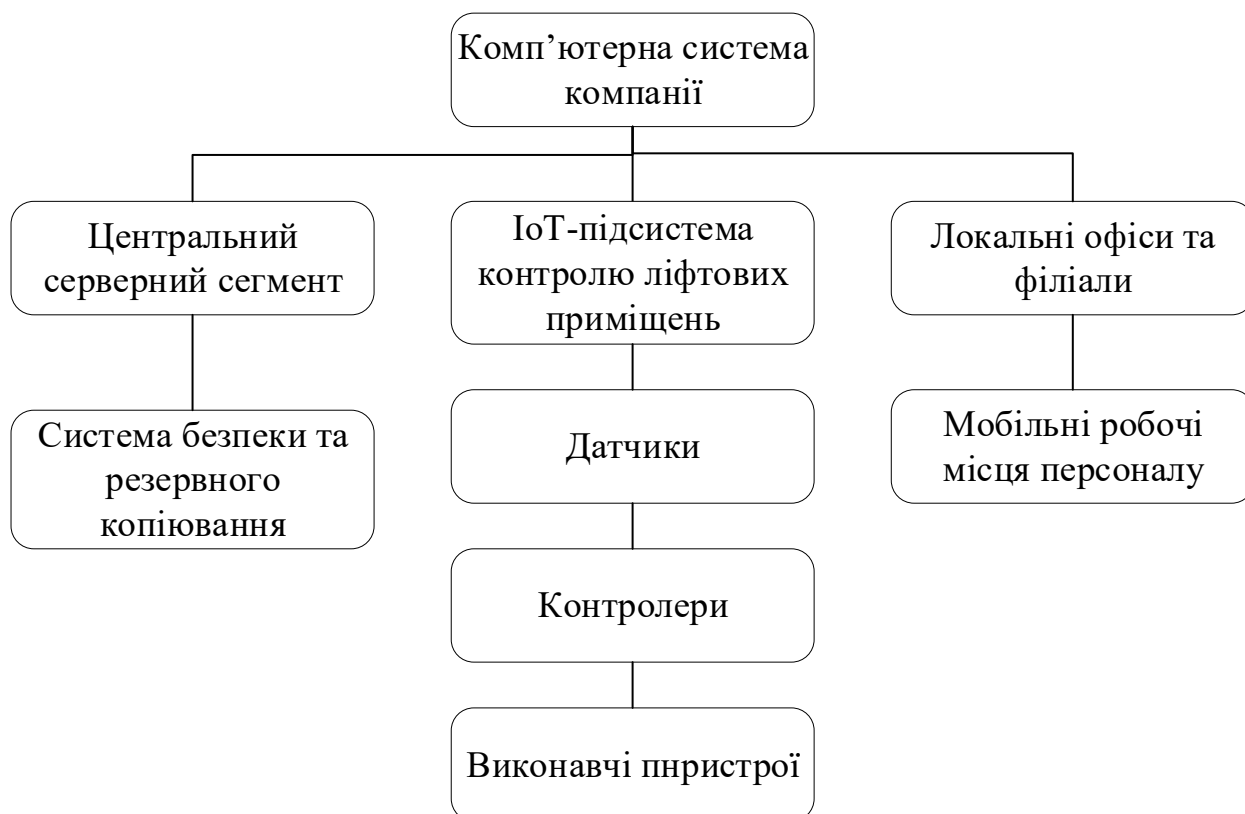 Комп’ютерна система
компанії
Центральний
серверний сегмент
ІоТ-підсистема
контролю ліфтових
приміщень
Локальні офіси та
філіали
Система безпеки та
резервного
копіювання
Датчики
Мобільні робочі
місця персоналу
Контролери
Виконавчі пнристрої